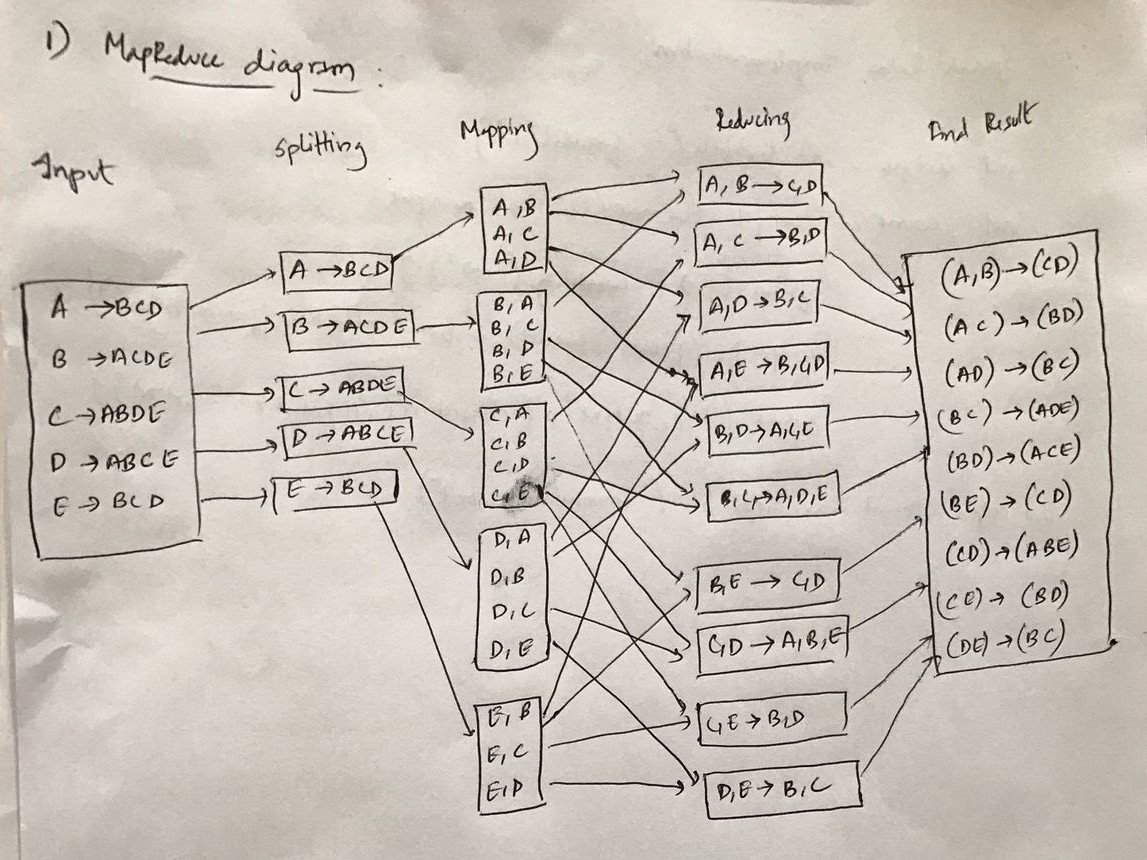 1) MapReduce diagram :
Input
Splitting
Mapping
Reducing
End Result
A → BCD
B → ACDE
C → ABDE
D → ABCE
E → BCD
A → BCD
B → ACDE
C → ABDE
D → ABCE
E → BCD
A, B
A, C
A, D
B, A
B, C
B, D
B, E
C, A
C, B
C, D
C, E
D, A
D, B
D, C
D, E
E, B
E, C
E, D
A, B → C, D
A, C → B, D
A, D → B, C
A, E → B, C, D
B, D → A, C, E
B, C → A, D, E
B, E → C, D
C, D → A, B, E
C, E → B, D
D, E → B, C
(A, B) → (CD)
(A C) → (BD)
(AD) → (BC)
(BC) → (ADE)
(BD) → (ACE)
(BE) → (CD)
(CD) → (ABE)
(CE) → (BD)
(DE) → (BC)